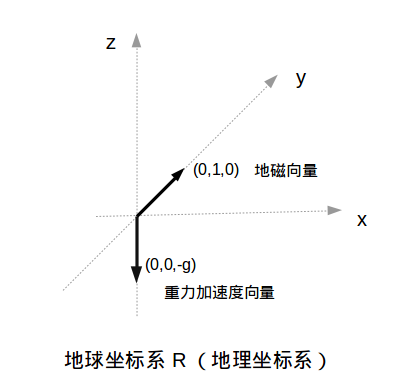 z
y
(0,1,0) 地磁向量
x
(0,0,-g)
重力加速度向量
地球坐标系 R（地理坐标系）